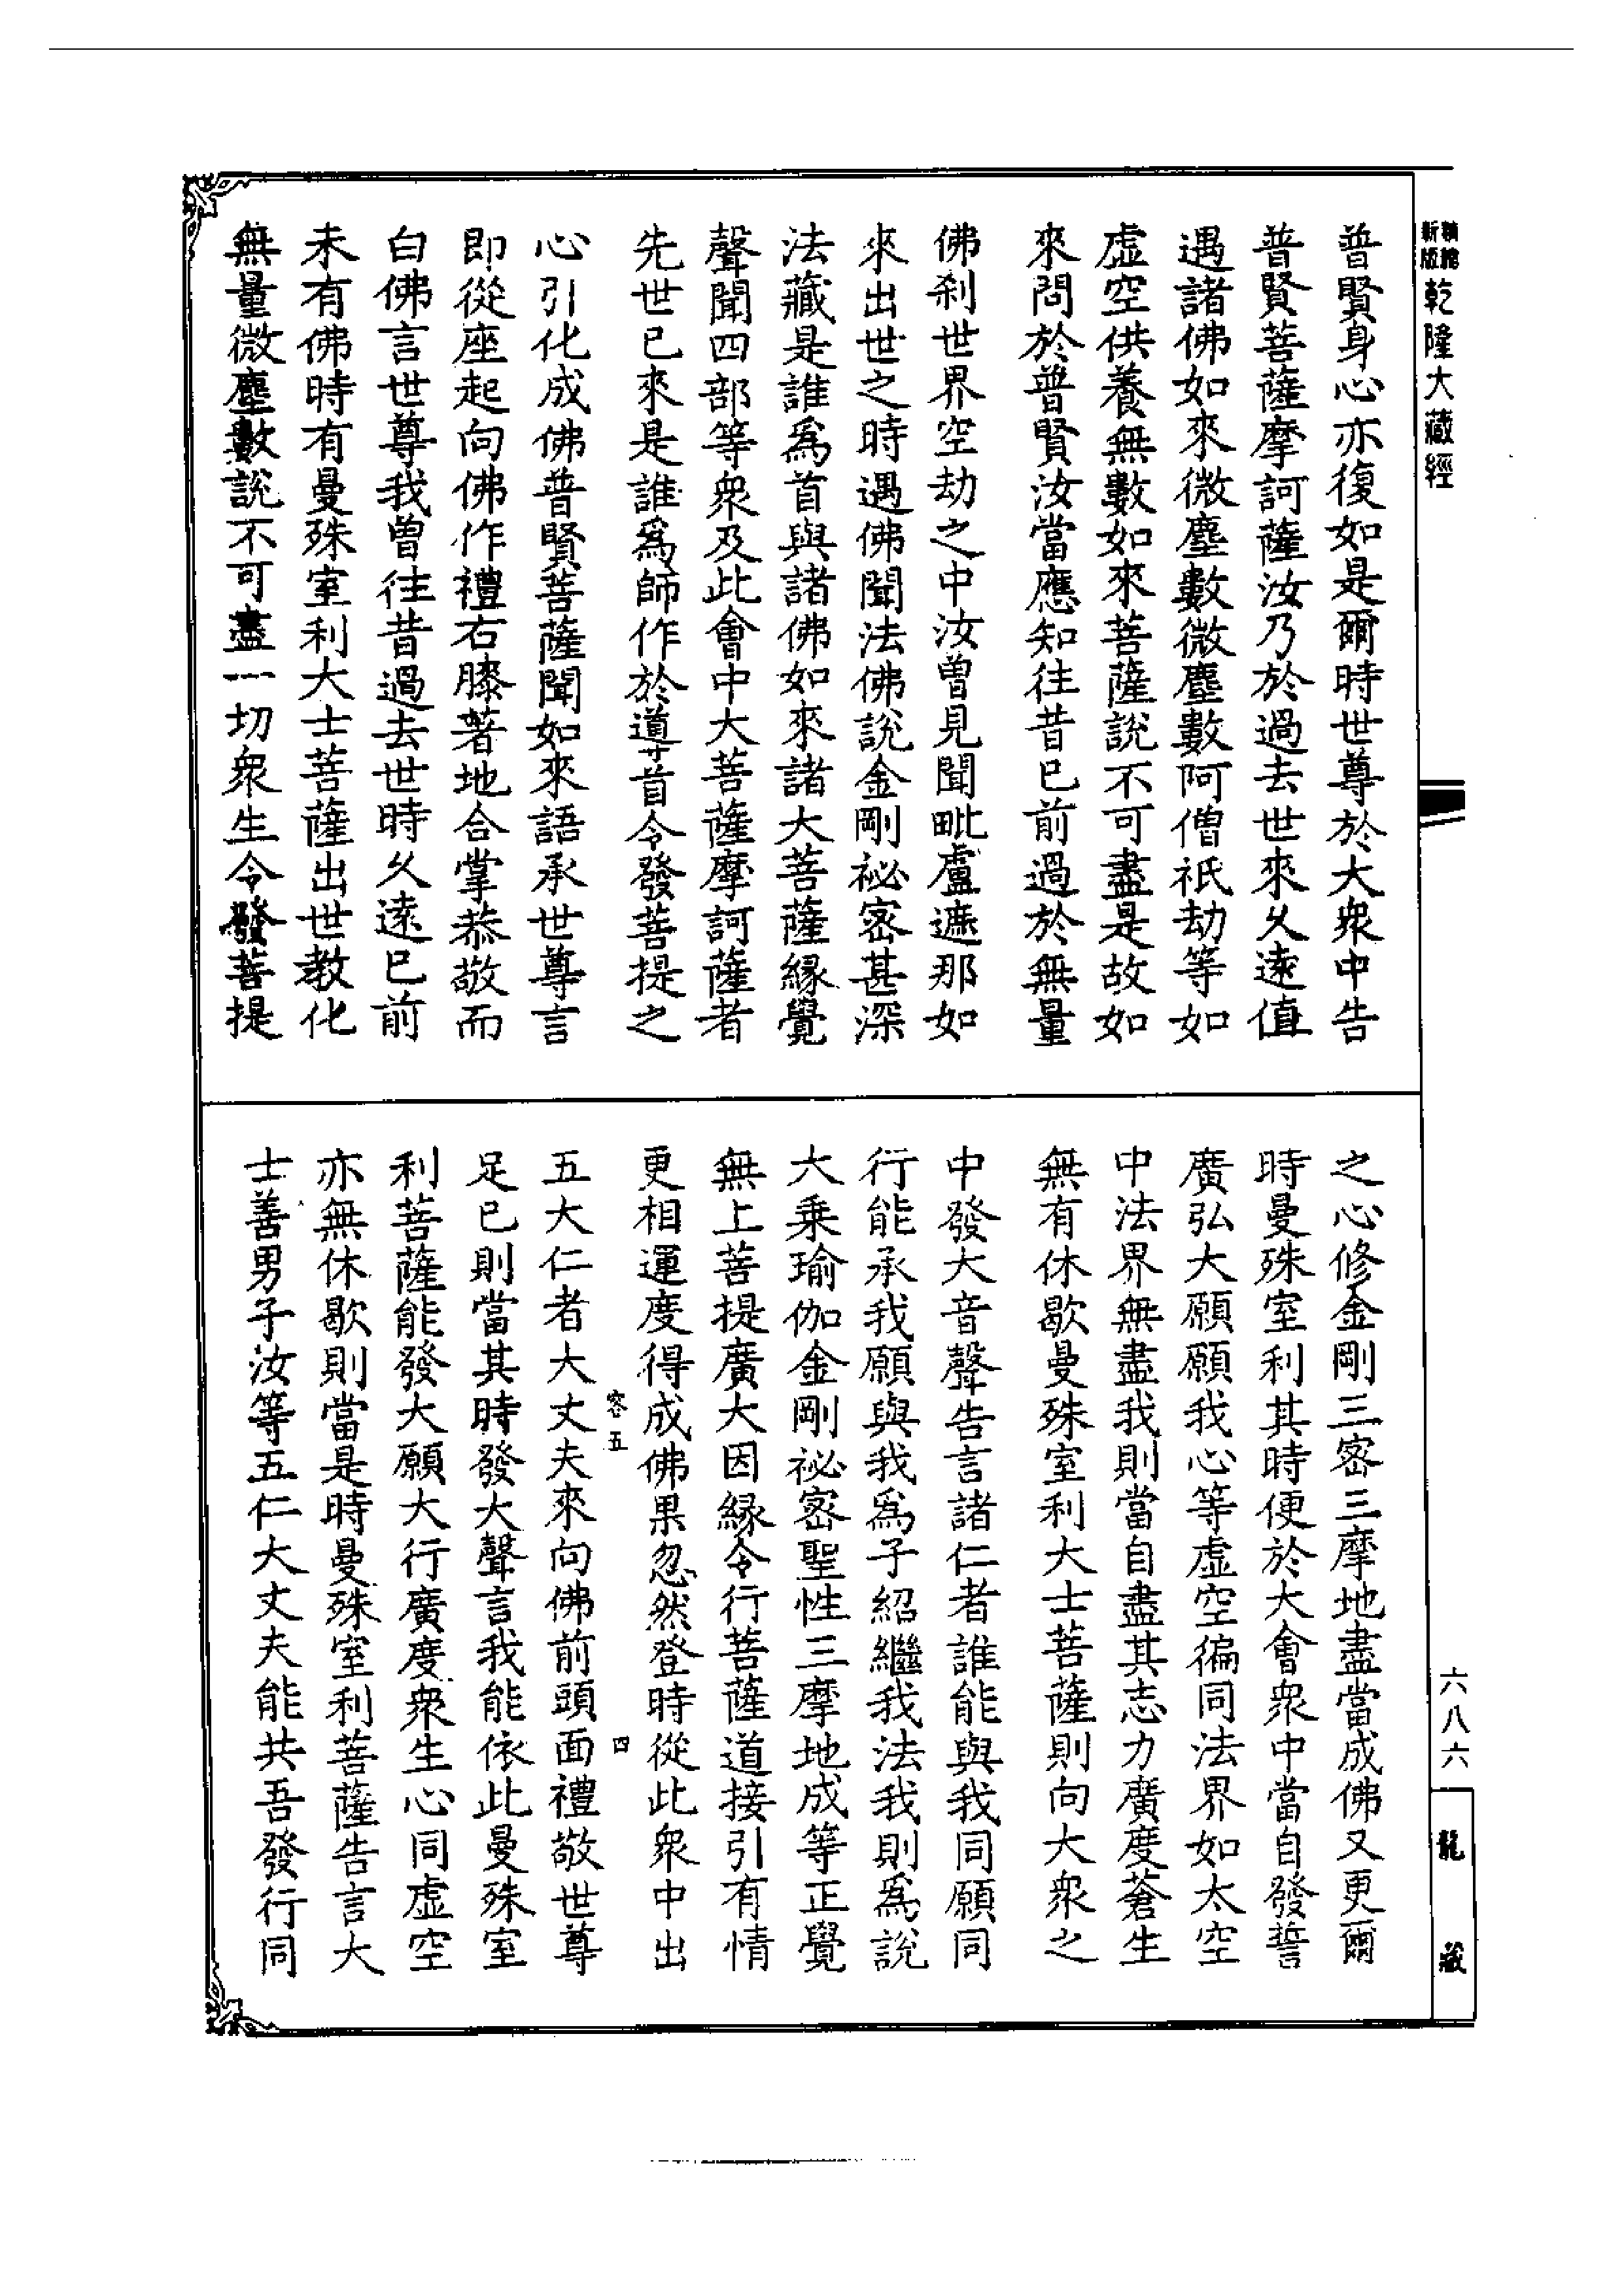 新版
乾隆大藏經
普賢身心亦復如是爾時世尊於大衆中告
普賢菩薩摩訶薩汝乃於過去世來久遠值
遇諸佛如來微塵數微塵數阿僧祇劫等如
虛空供養無數如來菩薩說不可盡是故如
來問於普賢汝當應知往昔已前過於無量
佛刹世界空劫之中汝曾見聞毗盧遮那如
來出世之時遇佛聞法佛說金剛祕密甚深
法藏是誰爲首與諸佛如來諸大菩薩緣覺
聲聞四部等衆及此會中大菩薩摩訶薩者
先世已來是誰爲師作於導首令發菩提之
心引化成佛普賢菩薩聞如來語承世尊言
即從座起向佛作禮右膝著地合掌恭敬而
白佛言世尊我曾往昔過去世時久遠已前
未有佛時有曼殊室利大士菩薩出世教化
無量微塵數說不可盡一切衆生令發菩提
之心修金剛三密三摩地盡當成佛又更爾
時曼殊室利其時便於大會衆中當自發誓
廣弘大願願我心等虛空徧同法界如太空
中法界無盡我則當自盡其志力廣度蒼生
無有休歇曼殊室利大士菩薩則向大衆之
中發大音聲告言諸仁者誰能與我同願同
行能承我願與我爲子紹繼我法我則爲說
大乘瑜伽金剛祕密聖性三摩地成等正覺
無上菩提廣大因緣令行菩薩道接引有情
更相運度得成佛果忽然登時從此衆中出
容五 四
五大仁者大丈夫來向佛前頭面禮敬世尊
足已則當其時發大聲言我能依此曼殊室
利菩薩能發大願大行廣度衆生心同虛空
亦無休歇則當是時曼殊室利菩薩告言大
士善男子汝等五仁大丈夫能共吾發行同
六八六
龍藏